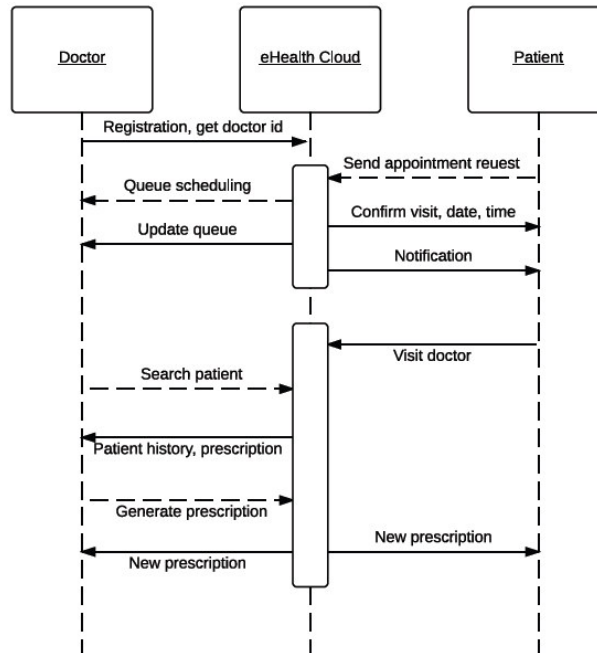 Doctor
eHealth Cloud
Patient
Registration, get doctor id
Send appointment reuest
Queue scheduling
Confirm visit, date, time
Update queue
Notification
Visit doctor
Search patient
Patient history, prescription
Generate prescription
New prescription
New prescription